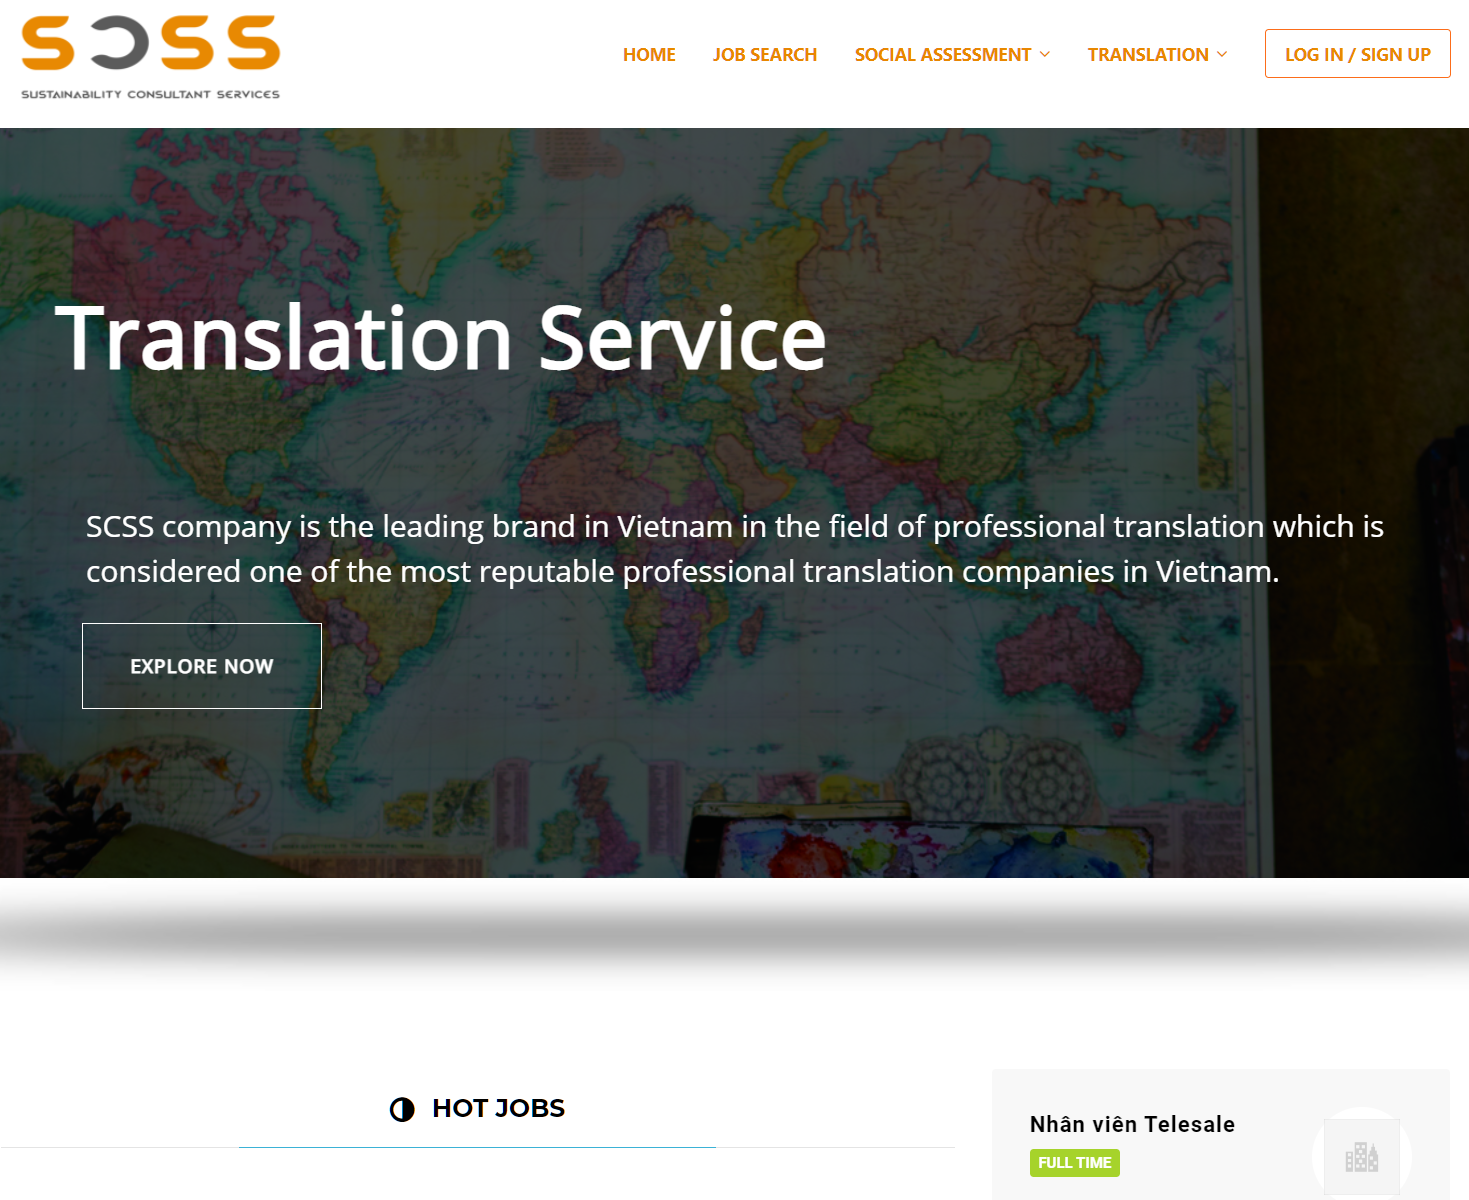 SCSS
SUSTAINABILITY CONSULTANT SERVICES
HOME
JOB SEARCH
SOCIAL ASSESSMENT
TRANSLATION
LOG IN / SIGN UP
Translation Service
SCSS company is the leading brand in Vietnam in the field of professional translation which is
considered one of the most reputable professional translation companies in Vietnam.
EXPLORE NOW
HOT JOBS
Nhân viên Telesale
FULL TIME